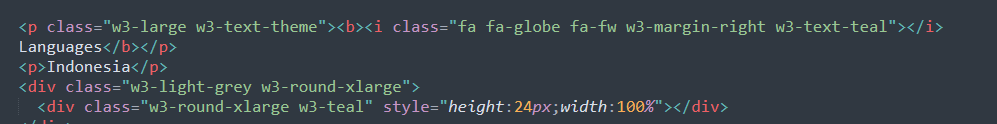 <p class="w3-large w3-text-theme"><b><i class="fa fa-globe fa-fw w3-margin-right w3-text-teal"></i>
Languages</b></p>
<p>Indonesia</p>
<div class="w3-light-grey w3-round-xlarge">
<div class="w3-round-xlarge w3-teal" style="height:24px;width:100%"></div>